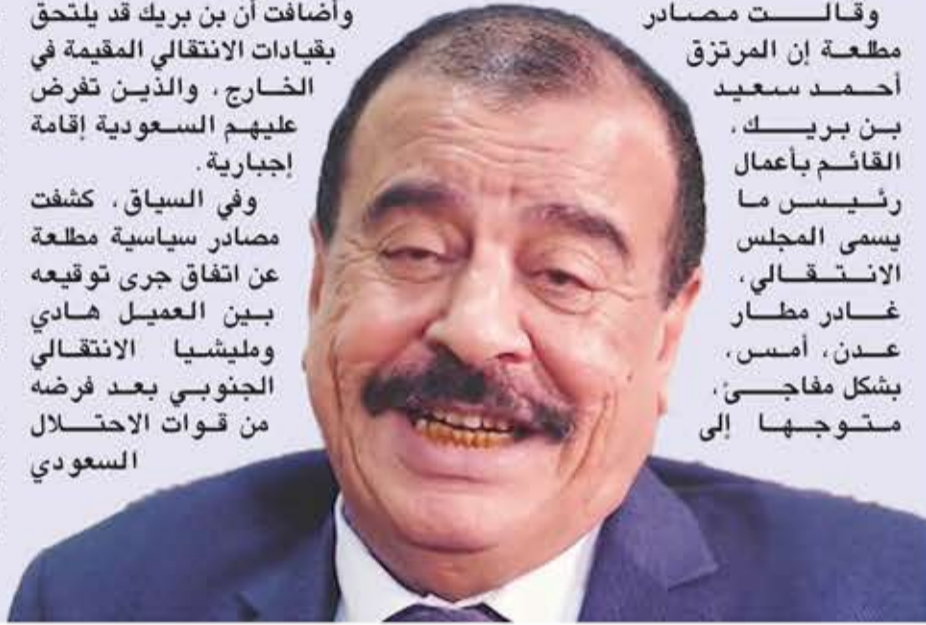 وقالت مصادر
مطلعة إن المرتزق
أحمد سعيد
بن بريك،
القائم بأعمال
رئيس ما
يسمى المجلس
الانتقالي،
غادر مطار
عدن، أمس،
بشكل مفاجئ،
متوجها إلى
وأضافت أن بن بريك قد يلتحق
بقيادات الانتقالي المقيمة في
الخارج، والذين تفرض
عليهم السعودية إقامة
إجبارية.
وفي السياق، كشفت
مصادر سياسية مطلعة
عن اتفاق جرى توقيعه
بين العميل هادي
ومليشيا الانتقالي
الجنوبي بعد فرضه
من قوات الاحتلال
السعودي